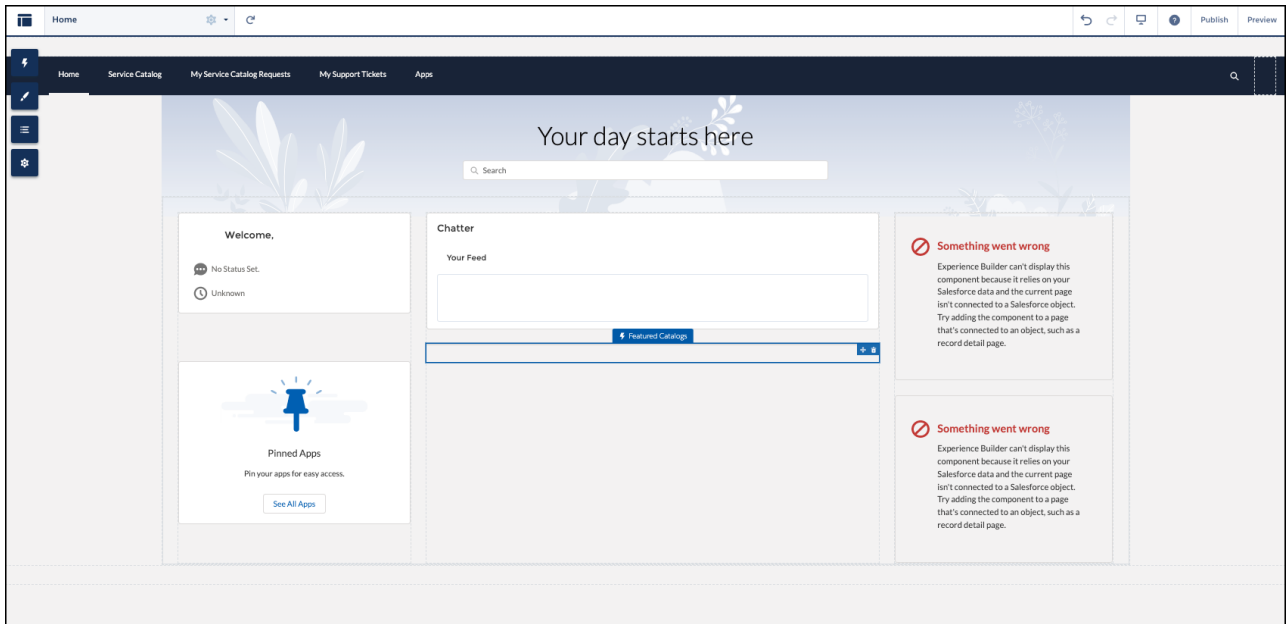 Home
Publish
Preview
Home
Service Catalog
My Service Catalog Requests
My Support Tickets
Apps
Your day starts here
Search
Welcome,
No Status Set.
Unknown
Pinned Apps
Pin your apps for easy access.
See All Apps
Chatter
Your Feed
Featured Catalogs
Something went wrong
Experience Builder can't display this
component because it relies on your
Salesforce data and the current page
isn't connected to a Salesforce object.
Try adding the component to a page
that's connected to an object, such as a
record detail page.
Something went wrong
Experience Builder can't display this
component because it relies on your
Salesforce data and the current page
isn't connected to a Salesforce object.
Try adding the component to a page
that's connected to an object, such as a
record detail page.